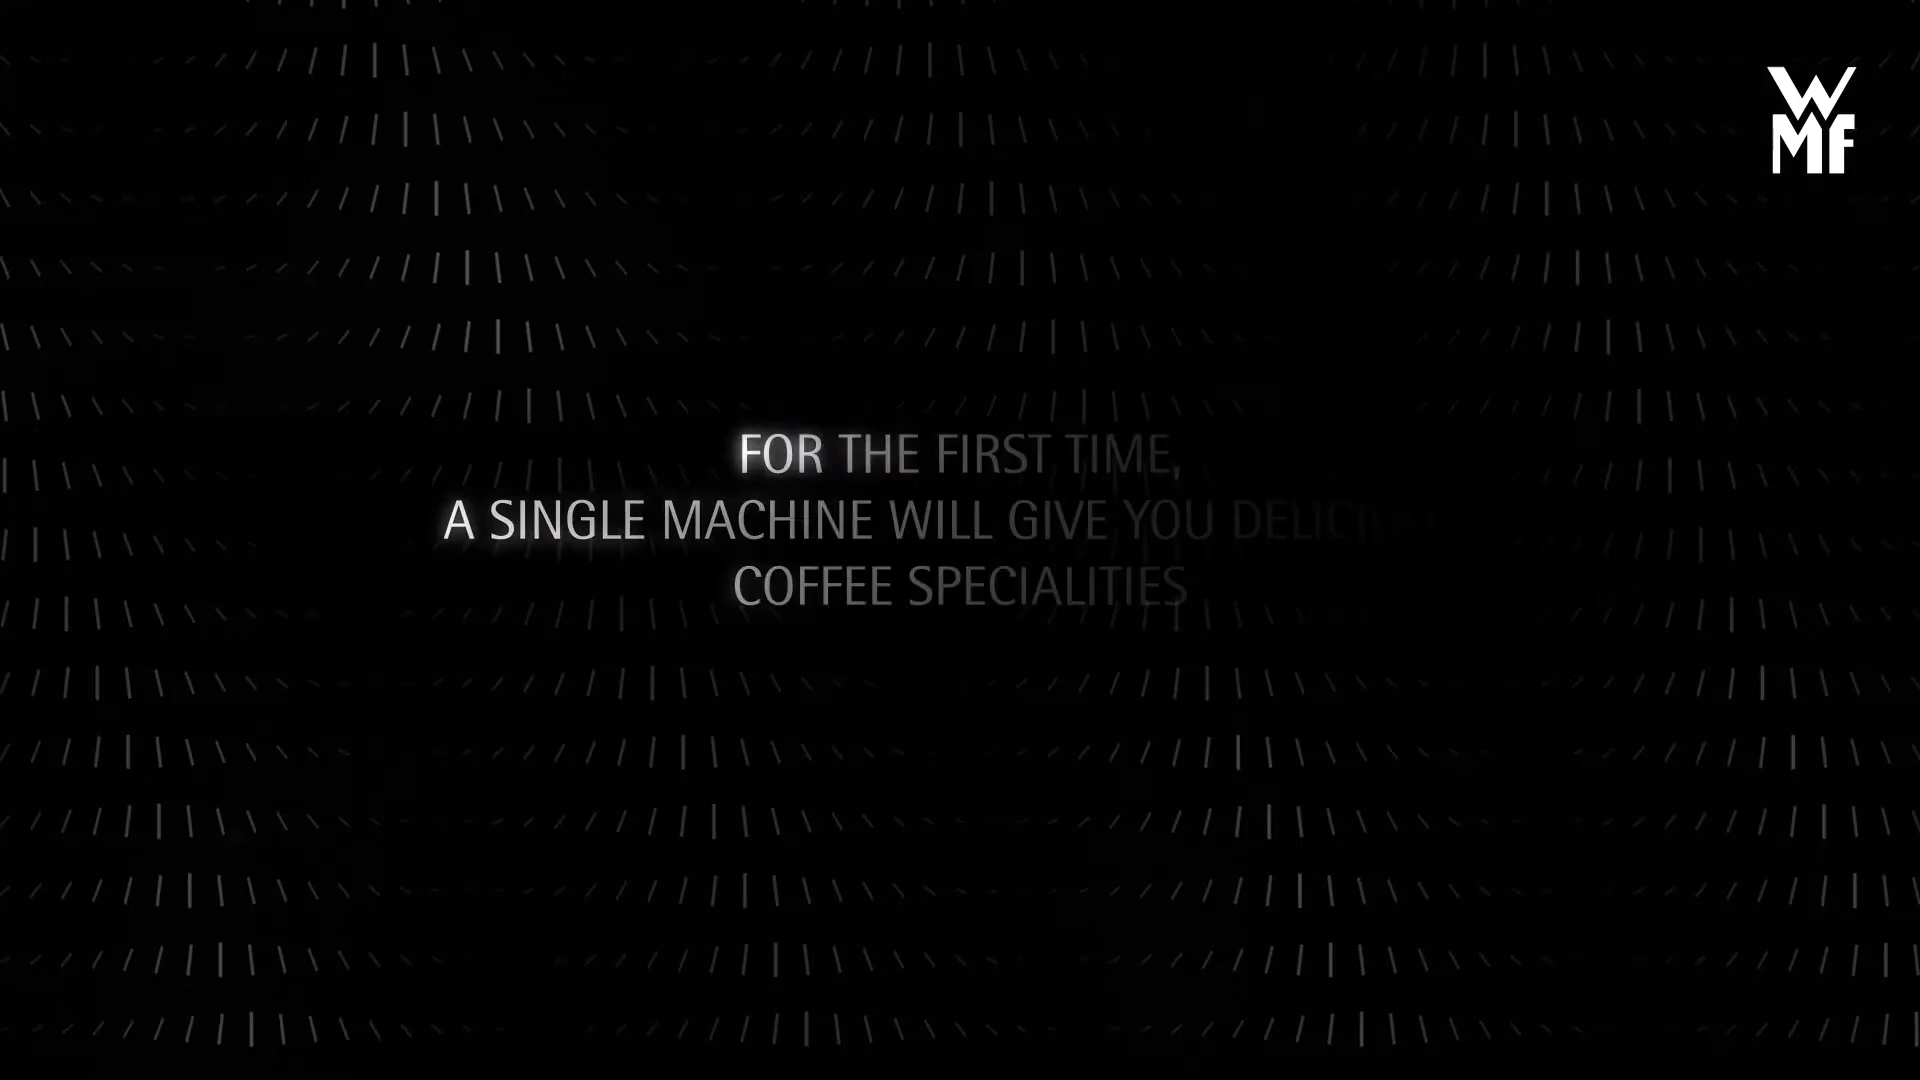 WMF
FOR THE FIRST TIME,
A SINGLE MACHINE WILL GIVE YOU
COFFEE SPECIALITIES